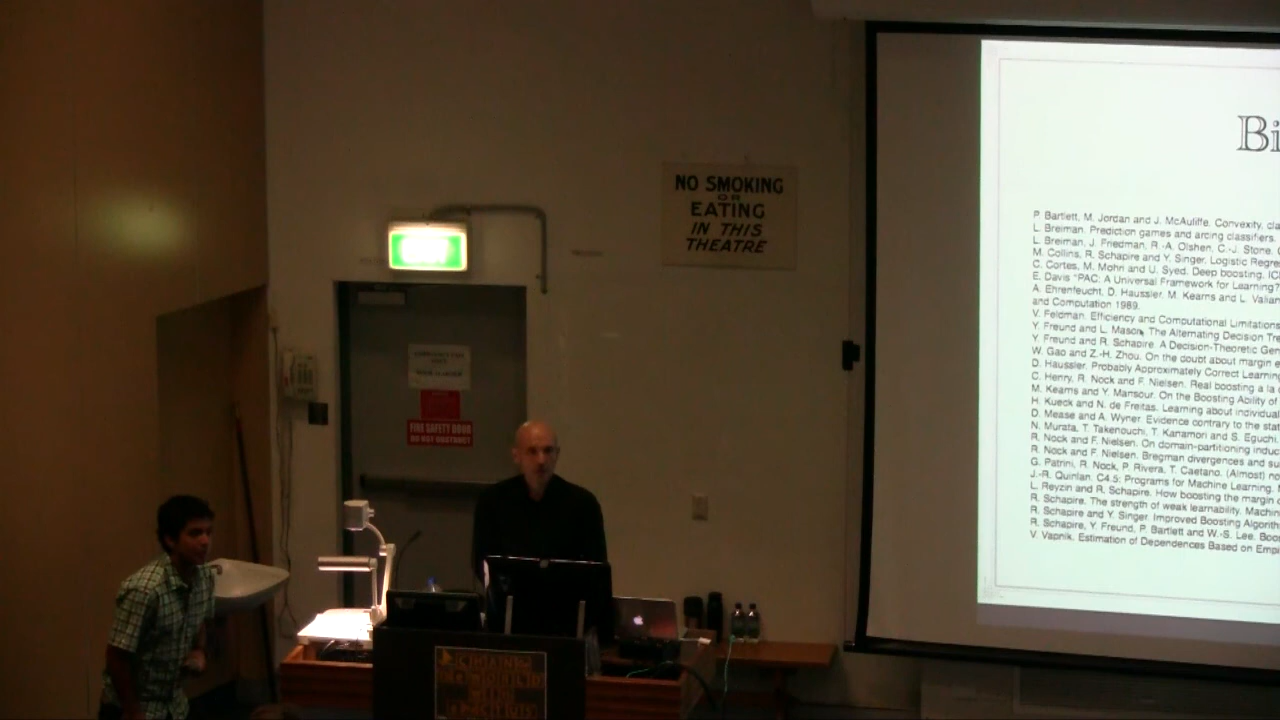 NO SMOKING
OR
EATING
IN THIS
THEATRE
FIRE SAFETY DOOR
DO NOT OBSTRUCT
Bi
P. Bartlett, M. Jordan and J. McAuliffe. Convexity, cla
L. Breiman. Prediction games and arcing classifiers.
L. Breiman, J. Friedman, R.-A. Olshen, C.-J. Stone.
M. Collins, R. Schapire and Y. Singer. Logistic Regre
C. Cortes, M. Mohri and U. Syed. Deep boosting. IC
E. Davis "PAC: A Universal Framework for Learning?
A. Ehrenfeucht, D. Haussler, M. Kearns and L. Valian
and Computation 1989.
V. Feldman. Efficiency and Computational Limitations
Y. Freund and L. Mason. The Alternating Decision Tre
Y. Freund and R. Schapire. A Decision-Theoretic Gen
W. Gao and Z.-H. Zhou. On the doubt about margin e
D. Haussler. Probably Approximately Correct Learning
C. Henry, R. Nock and F. Nielsen. Real boosting a la
M. Kearns and Y. Mansour. On the Boosting Ability of
H. Kueck and N. de Freitas. Learning about individual
D. Mease and A. Wyner. Evidence contrary to the stat
N. Murata, T. Takenouchi, T. Kanamori and S. Eguchi.
R. Nock and F. Nielsen. On domain-partitioning induc
R. Nock and F. Nielsen. Bregman divergences and su
G. Patrini, R. Nock, P. Rivera, T. Caetano. (Almost) no
J.-R. Quinlan. C4.5: Programs for Machine Learning.
L. Reyzin and R. Schapire. How boosting the margin c
R. Schapire. The strength of weak learnability. Machin
R. Schapire and Y. Singer. Improved Boosting Algorith
R. Schapire, Y. Freund, P. Bartlett and W.-S. Lee. Boo
V. Vapnik. Estimation of Dependences Based on Empi